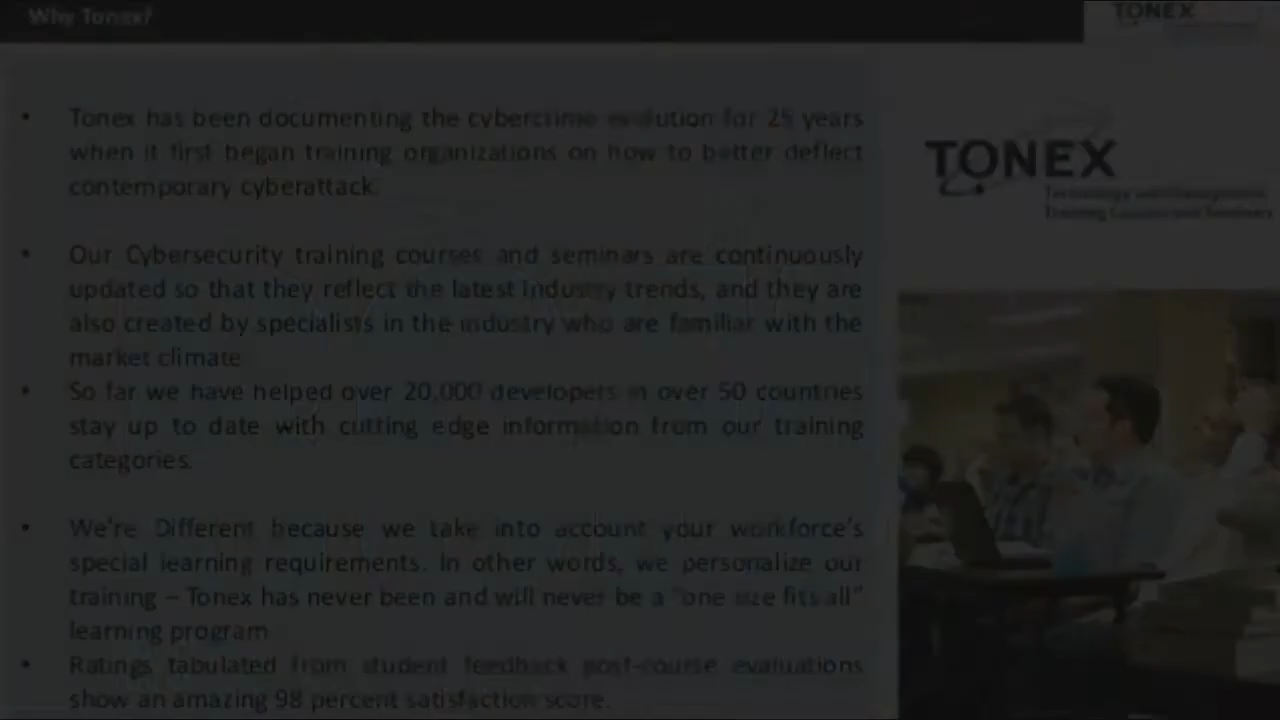 Why Tonex?
TONEX
• Tonex has been documenting the cybercrime evolution for 25 years
when it first began training organizations on how to better deflect
contemporary cyberattack.
• Our Cybersecurity training courses and seminars are continuously
updated so that they reflect the latest industry trends, and they are
also created by specialists in the industry who are familiar with the
market climate
• So far we have helped over 20,000 developers in over 50 countries
stay up to date with cutting edge information from our training
categories.
• We're Different because we take into account your workforce's
special learning requirements. In other words, we personalize our
training – Tonex has never been and will never be a "one size fits all"
learning program
• Ratings tabulated from student feedback post-course evaluations
show an amazing 98 percent satisfaction score.
TONEX
Technology and Management
Training Courses and Seminars